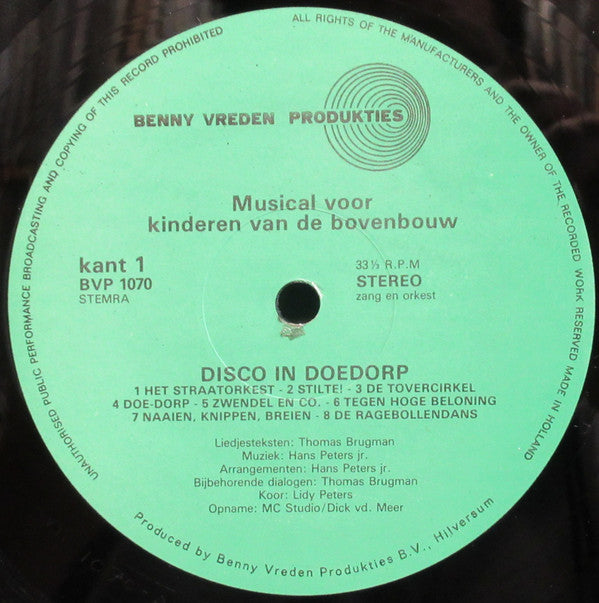 UNAUTHORISED PUBLIC PERFORMANCE BROADCASTING AND COPYING OF THIS RECORD PROHIBITED
ALL RIGHTS OF THE MANUFACTURERS AND THE OWNER OF THE RECORDED WORK RESERVED MADE IN HOLLAND
BENNY VREDEN PRODUKTIES
Musical voor
kinderen van de bovenbouw
kant 1
BVP 1070
STEMRA
33⅓ R.P.M
STEREO
zang en orkest
DISCO IN DOEDORP
1 HET STRAATORKEST - 2 STILTE! - 3 DE TOVERCIRKEL
4 DOE-DORP - 5 ZWENDEL EN CO. - 6 TEGEN HOGE BELONING
7 NAAIEN, KNIPPEN, BREIEN - 8 DE RAGEBOLLENDANS
Liedjesteksten: Thomas Brugman
Muziek: Hans Peters jr.
Arrangementen: Hans Peters jr.
Bijbehorende dialogen: Thomas Brugman
Koor: Lidy Peters
Opname: MC Studio/Dick vd. Meer
Produced by Benny Vreden Produkties B.V., Hilversum